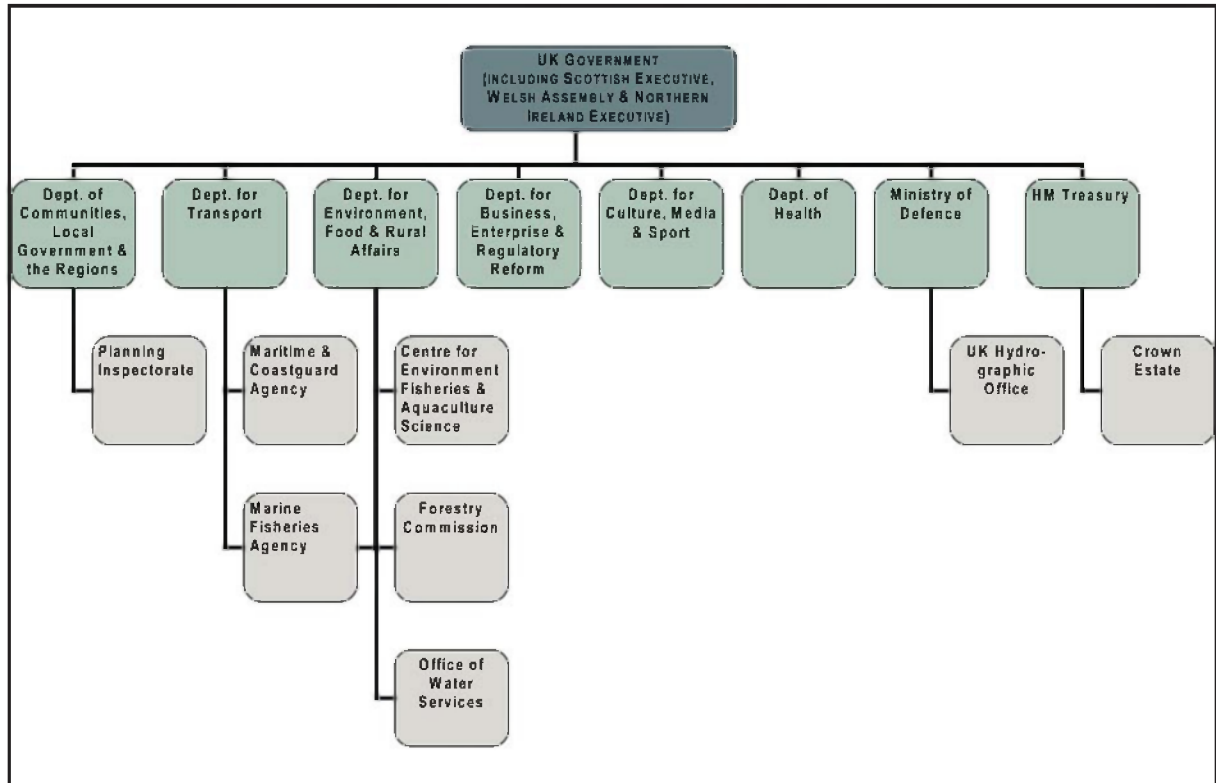 UK GOVERNMENT
(INCLUDING SCOTTISH EXECUTIVE,
WELSH ASSEMBLY & NORTHERN
IRELAND EXECUTIVE)
Dept. of
Communities,
Local
Government &
the Regions
Dept. for
Transport
Dept. for
Environment,
Food & Rural
Affairs
Dept. for
Business,
Enterprise &
Regulatory
Reform
Dept. for
Culture, Media
& Sport
Dept. of
Health
Ministry of
Defence
HM Treasury
Planning
Inspectorate
Maritime &
Coastguard
Agency
Centre for
Environment
Fisheries &
Aquaculture
Science
UK Hydro-
graphic
Office
Crown
Estate
Marine
Fisheries
Agency
Forestry
Commission
Office of
Water
Services